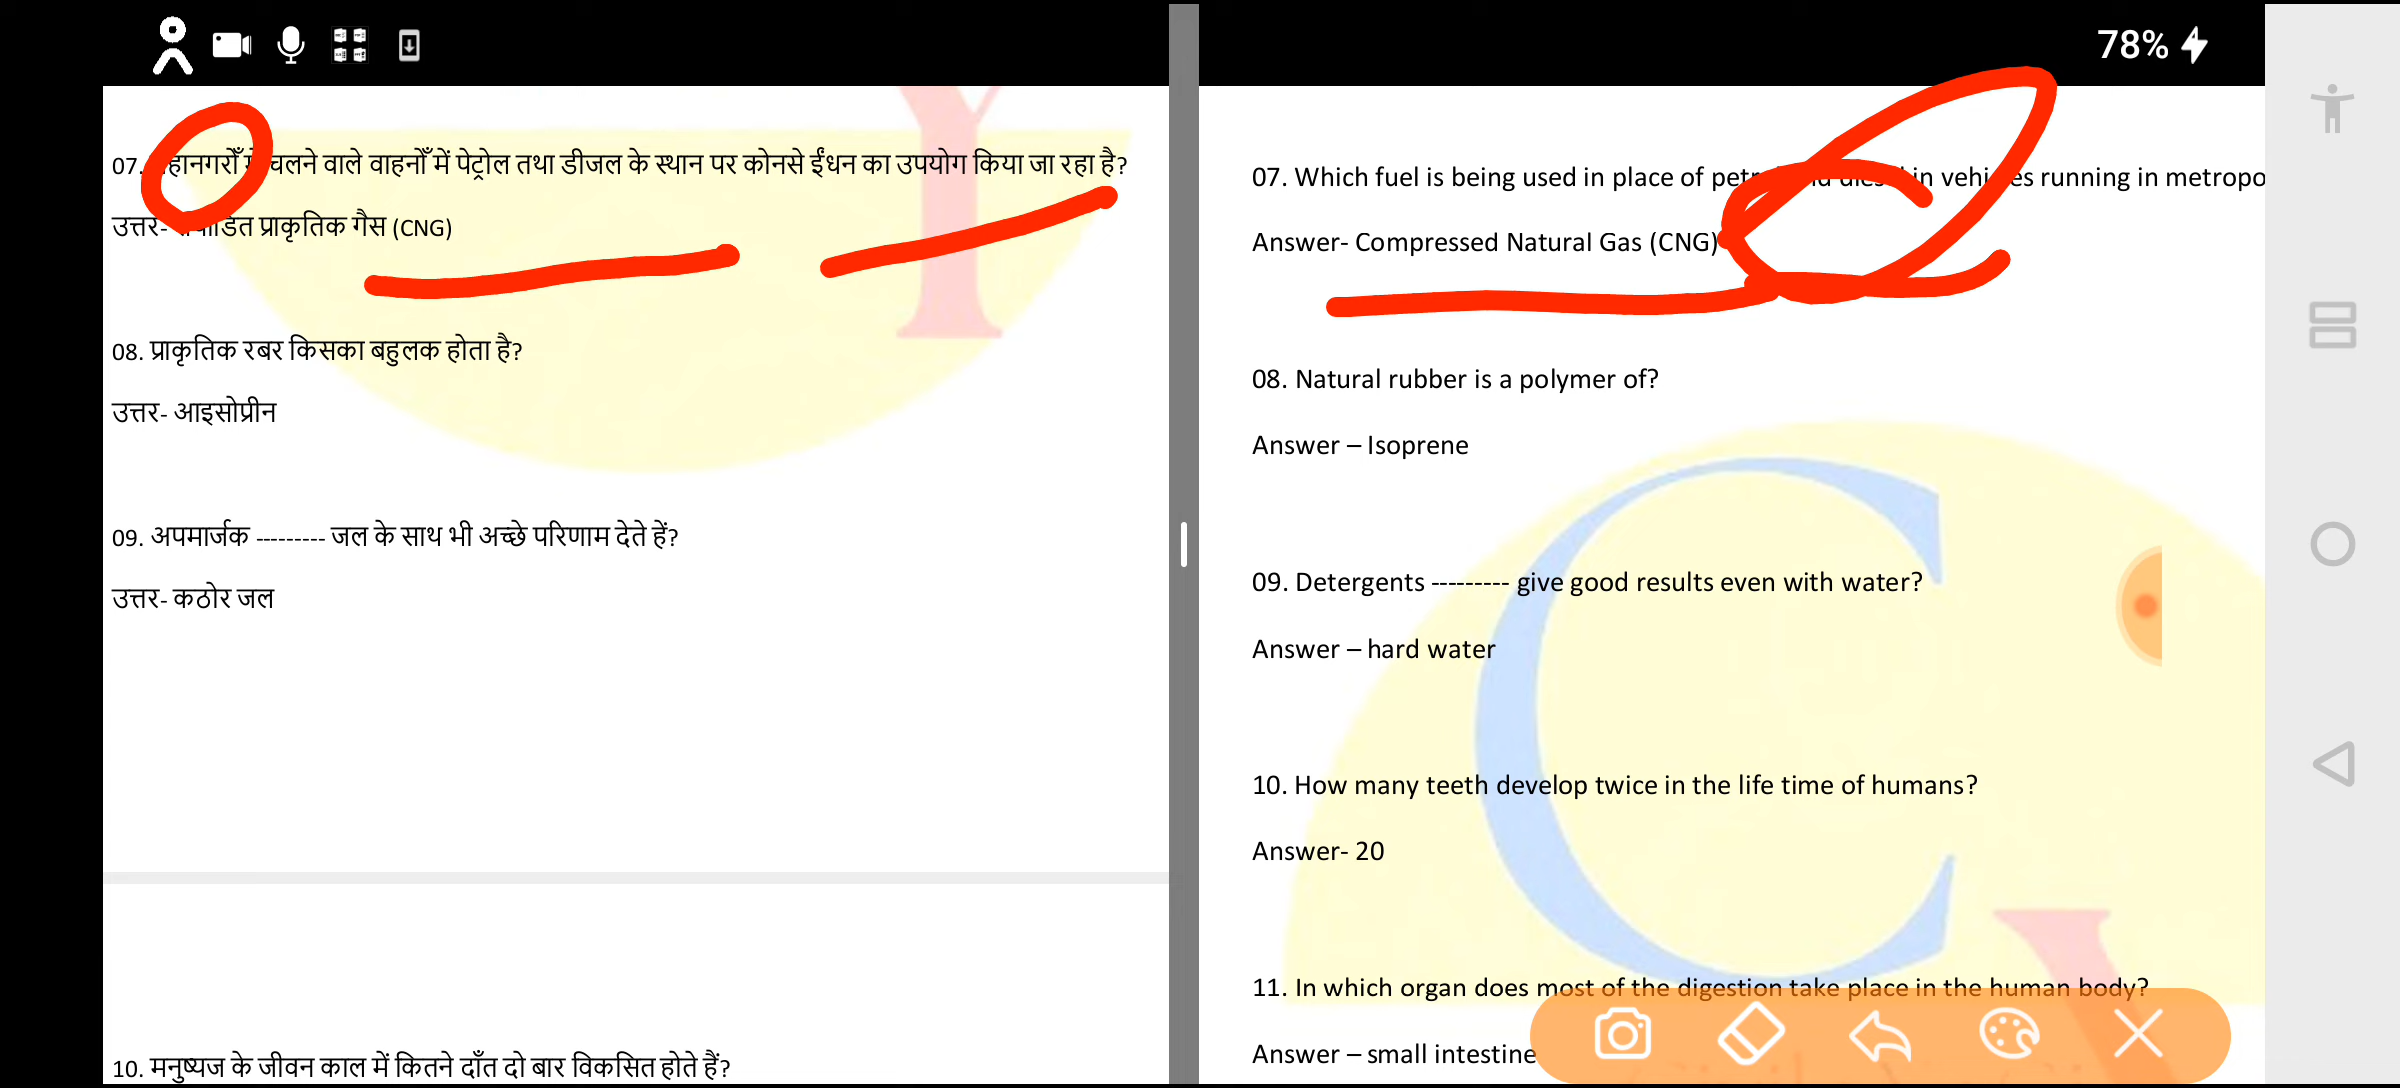 78%
07. चलने वाले वाहनोँ में पेट्रोल तथा डीजल के स्थान पर कोनसे ईंधन का उपयोग किया जा रहा है?
उत्तर- प्राकृतिक गैस (CNG)
08. प्राकृतिक रबर किसका बहुलक होता है?
उत्तर- आइसोप्रीन
09. अपमार्जक --------- जल के साथ भी अच्छे परिणाम देते हें?
उत्तर- कठोर जल
10. मनुष्यज के जीवन काल में कितने दाँत दो बार विकसित होते हैं?
07. Which fuel is being used in place of in running in metropo
Answer- Compressed Natural Gas (CNG)
08. Natural rubber is a polymer of?
Answer – Isoprene
09. Detergents --------- give good results even with water?
Answer – hard water
10. How many teeth develop twice in the life time of humans?
Answer- 20
11. In which organ does most of the digestion take place in the human body?
Answer – small intestine